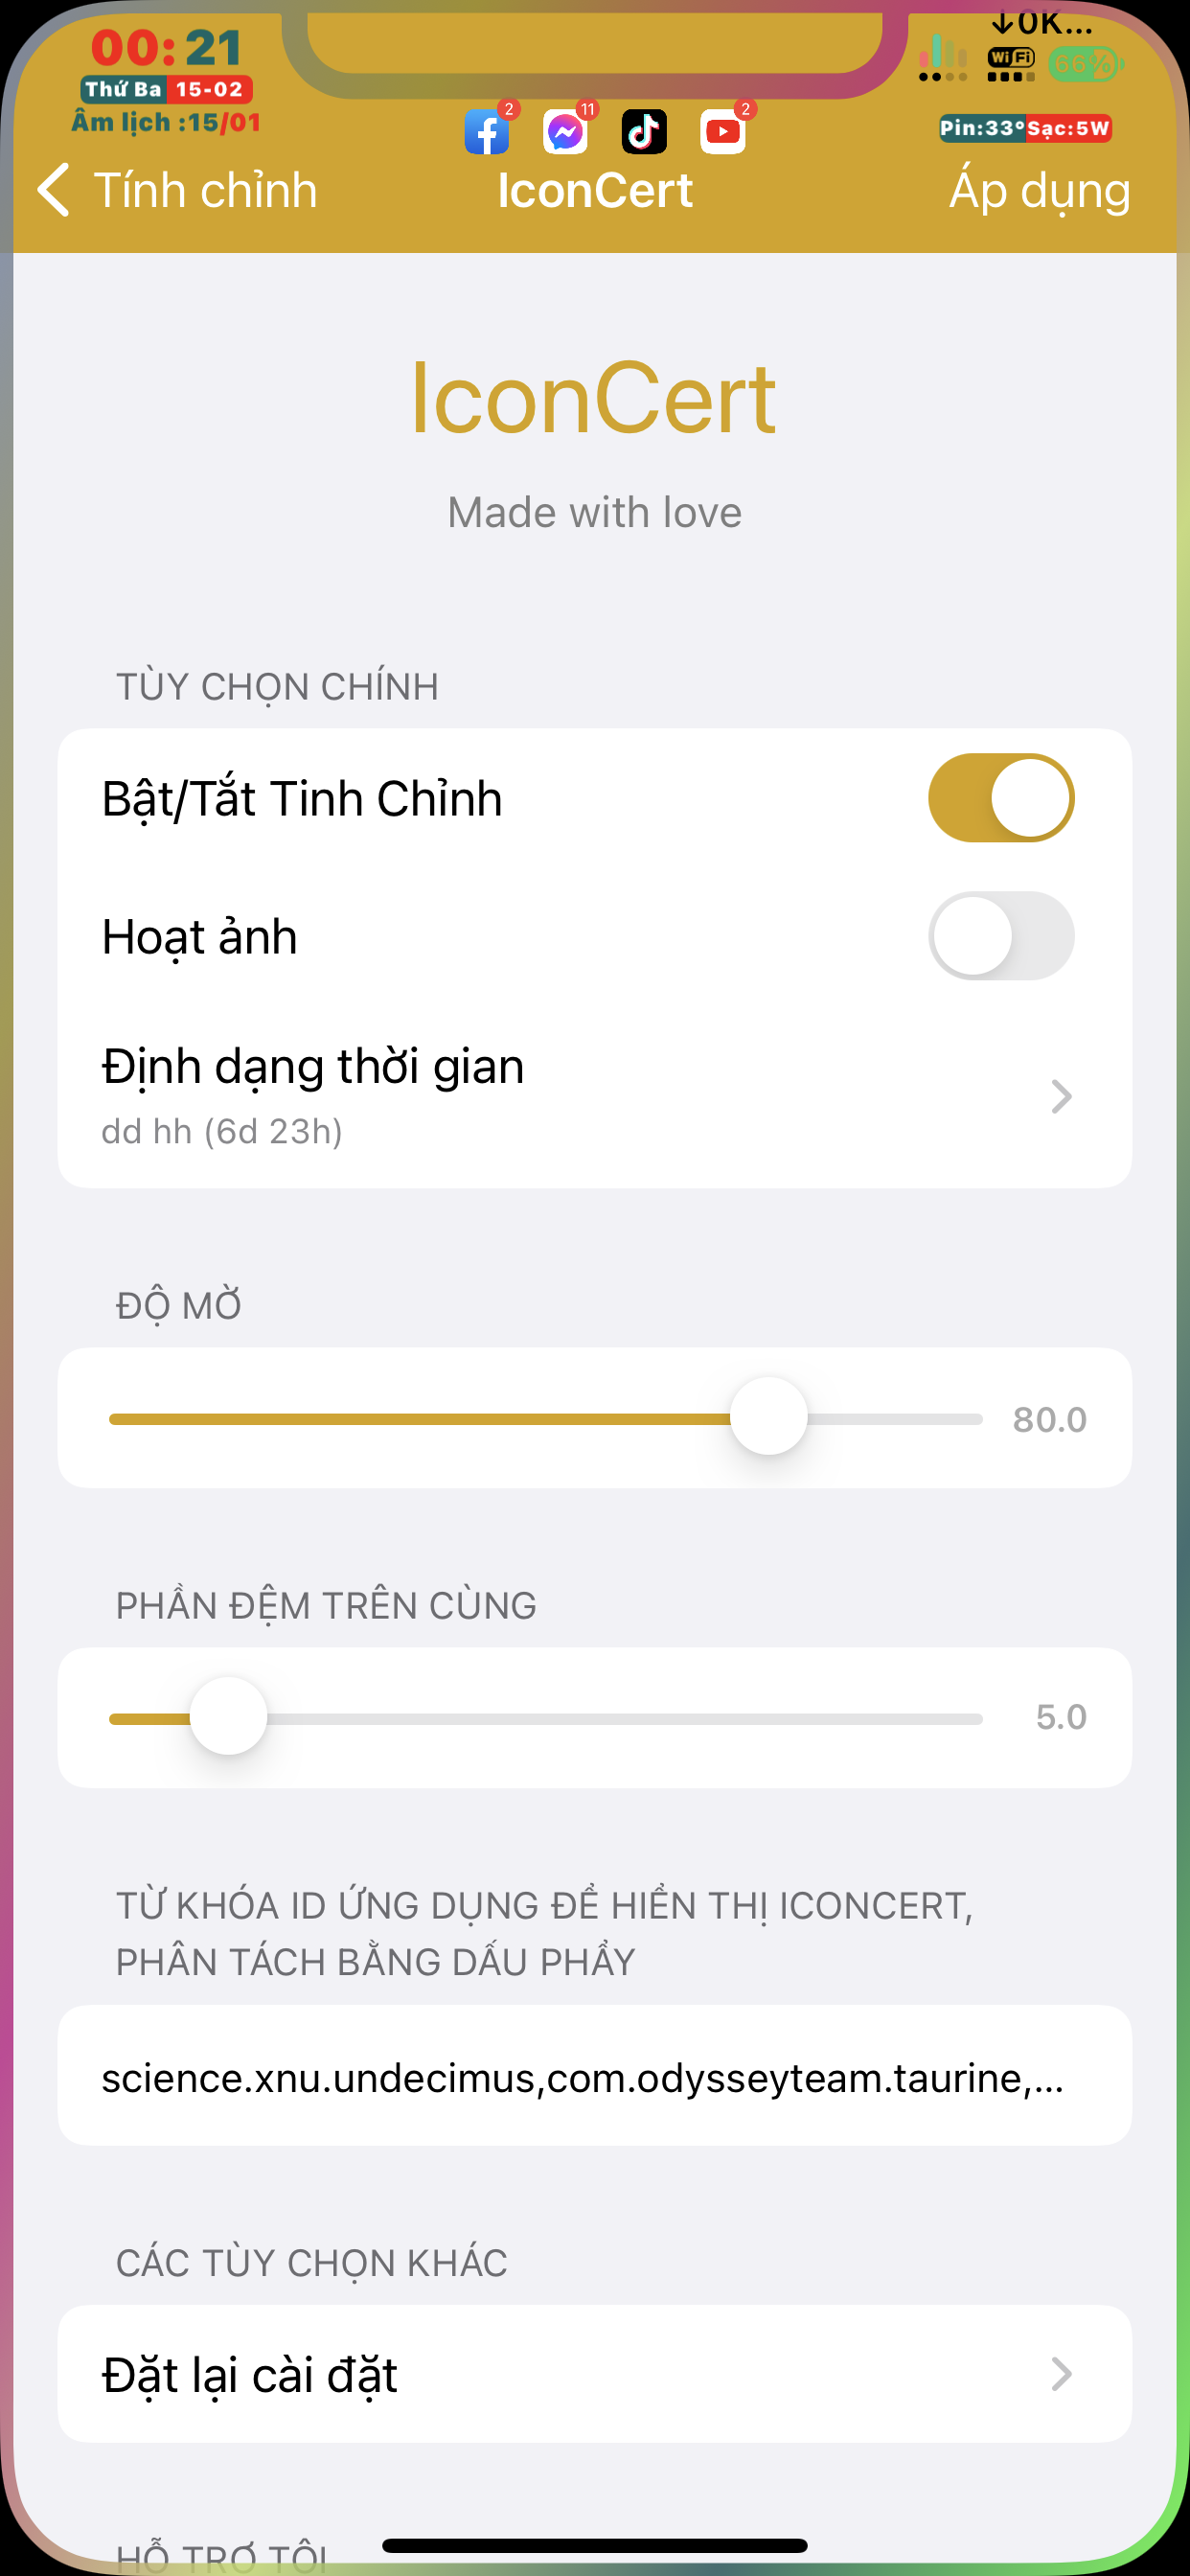 ↓0K...
00:21
WiFi
66%
Thứ Ba 15-02
Âm lịch :15/01
2
11
2
Pin:33° Sạc:5W
Tính chỉnh
IconCert
Áp dụng
IconCert
Made with love
TÙY CHỌN CHÍNH
Bật/Tắt Tinh Chỉnh
Hoạt ảnh
Định dạng thời gian
dd hh (6d 23h)
ĐỘ MỜ
80.0
PHẦN ĐỆM TRÊN CÙNG
5.0
TỪ KHÓA ID ỨNG DỤNG ĐỂ HIỂN THỊ ICONCERT,
PHÂN TÁCH BẰNG DẤU PHẨY
science.xnu.undecimus,com.odysseyteam.taurine,...
CÁC TÙY CHỌN KHÁC
Đặt lại cài đặt
HỖ TRỢ TÔI